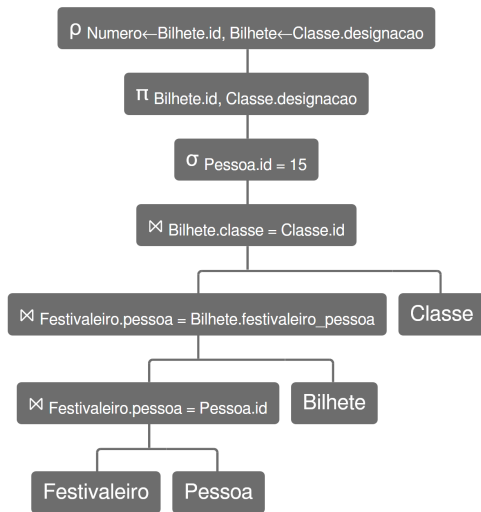 ρ Numero←Bilhete.id, Bilhete←Classe.designacao
π Bilhete.id, Classe.designacao
σ Pessoa.id = 15
⋈ Bilhete.classe = Classe.id
⋈ Festivaleiro.pessoa = Bilhete.festivaleiro_pessoa
Classe
⋈ Festivaleiro.pessoa = Pessoa.id
Bilhete
Festivaleiro
Pessoa